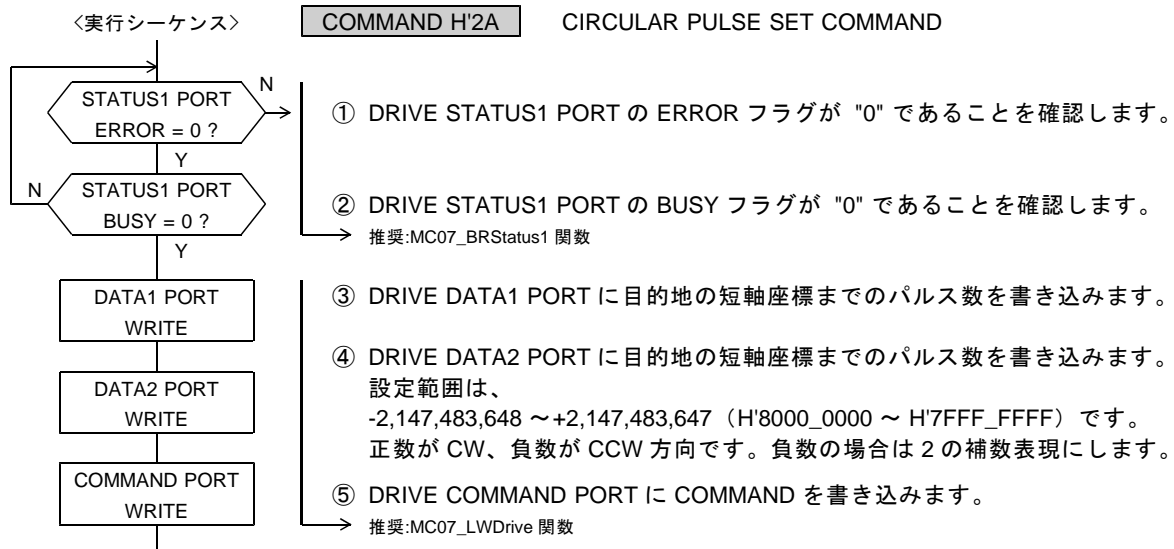 〈実行シーケンス〉
COMMAND H'2A
CIRCULAR PULSE SET COMMAND
N
STATUS1 PORT
ERROR = 0 ?
① DRIVE STATUS1 PORT の ERROR フラグが "0" であることを確認します。
Y
N
STATUS1 PORT
BUSY = 0 ?
② DRIVE STATUS1 PORT の BUSY フラグが "0" であることを確認します。
推奨:MC07_BRStatus1 関数
Y
DATA1 PORT
WRITE
③ DRIVE DATA1 PORT に目的地の短軸座標までのパルス数を書き込みます。
DATA2 PORT
WRITE
④ DRIVE DATA2 PORT に目的地の短軸座標までのパルス数を書き込みます。
設定範囲は、
-2,147,483,648 ～+2,147,483,647（H'8000_0000 ～ H'7FFF_FFFF）です。
正数が CW、負数が CCW 方向です。負数の場合は 2 の補数表現にします。
COMMAND PORT
WRITE
⑤ DRIVE COMMAND PORT に COMMAND を書き込みます。
推奨:MC07_LWDrive 関数